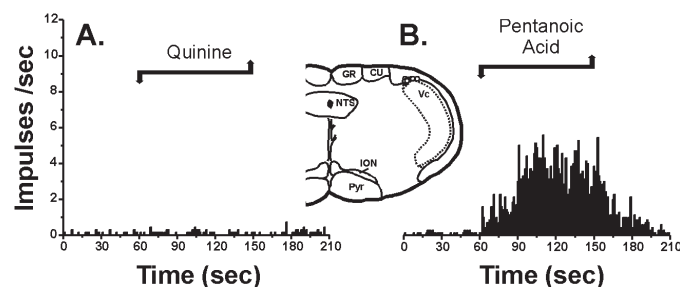 A.
Quinine
Impulses /sec
12
10
8
6
4
2
0
0 30 60 90 120 150 180 210
Time (sec)
GR
CU
Vc
NTS
ION
Pyr
B.
Pentanoic
Acid
0 30 60 90 120 150 180 210
Time (sec)